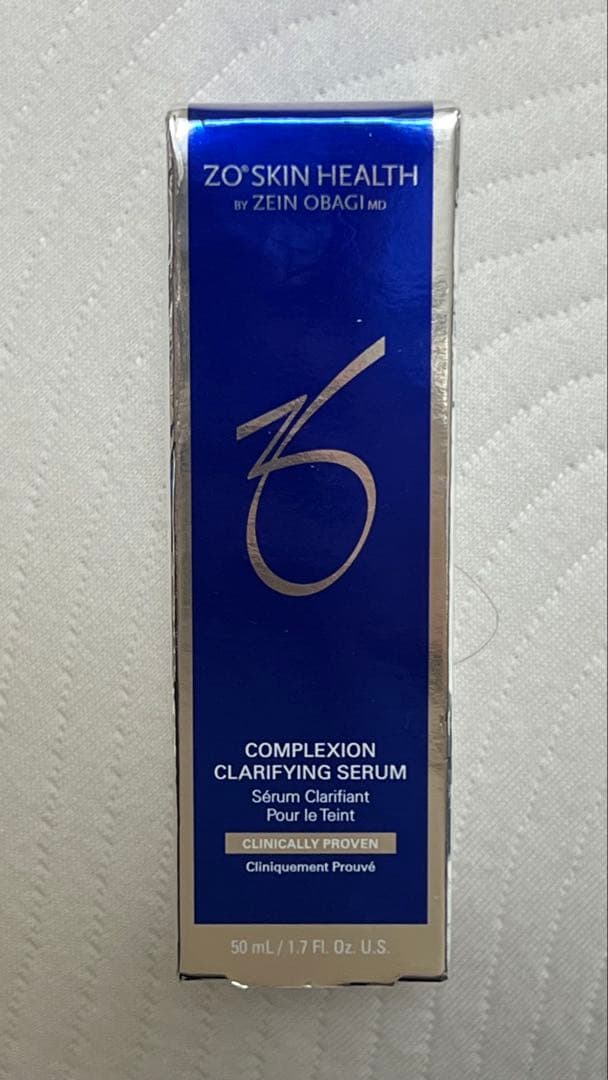 ZO® SKIN HEALTH
BY ZEIN OBAGI MD
COMPLEXION
CLARIFYING SERUM
Sérum Clarifiant
Pour le Teint
CLINICALLY PROVEN
Cliniquement Prouvé
50 mL / 1.7 Fl. Oz. U.S.